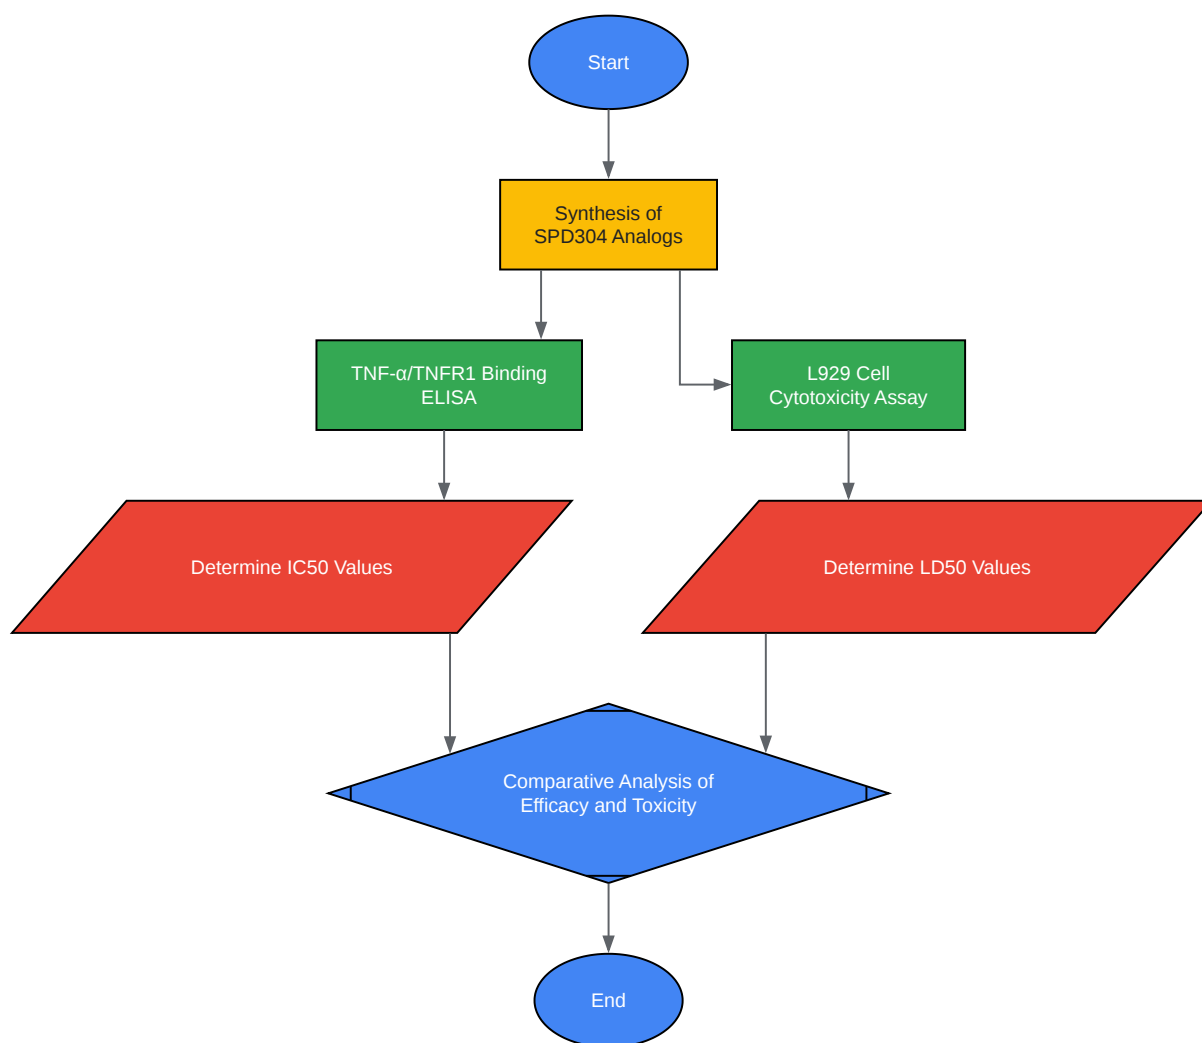 Start
Synthesis of
SPD304 Analogs
TNF-α/TNFR1 Binding
ELISA
L929 Cell
Cytotoxicity Assay
Determine IC50 Values
Determine LD50 Values
Comparative Analysis of
Efficacy and Toxicity
End